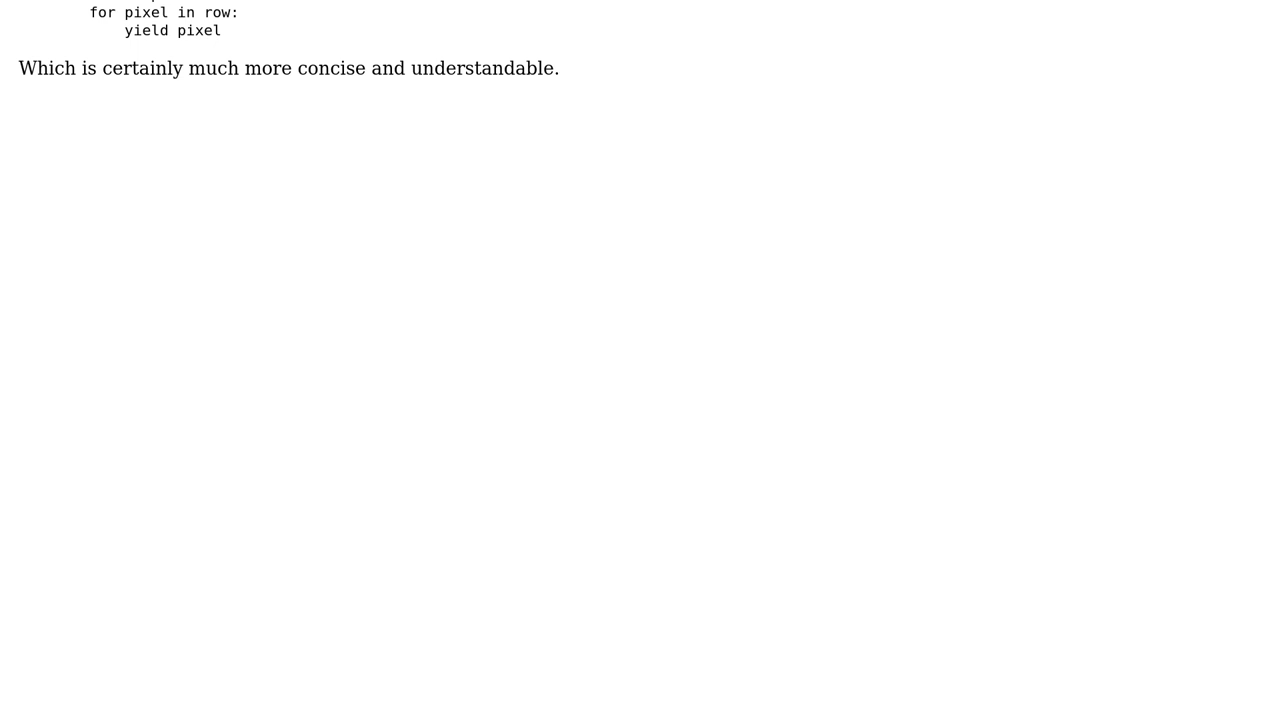 for pixel in row:
yield pixel
Which is certainly much more concise and understandable.